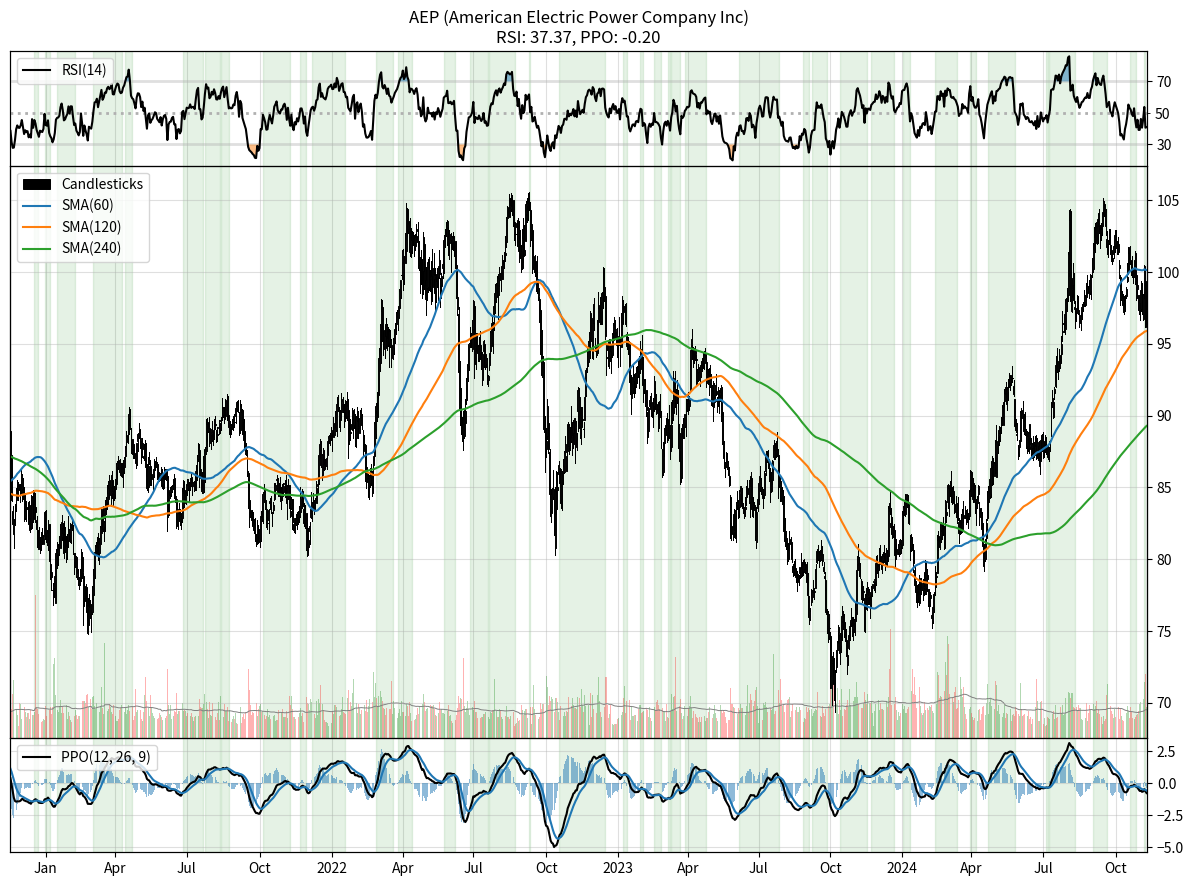 AEP (American Electric Power Company Inc)
RSI: 37.37, PPO: -0.20
RSI(14)
70
50
30
Candlesticks
SMA(60)
SMA(120)
SMA(240)
105
100
95
90
85
80
75
70
PPO(12, 26, 9)
2.5
0.0
−2.5
−5.0
Jan Apr Jul Oct 2022 Apr Jul Oct 2023 Apr Jul Oct 2024 Apr Jul Oct